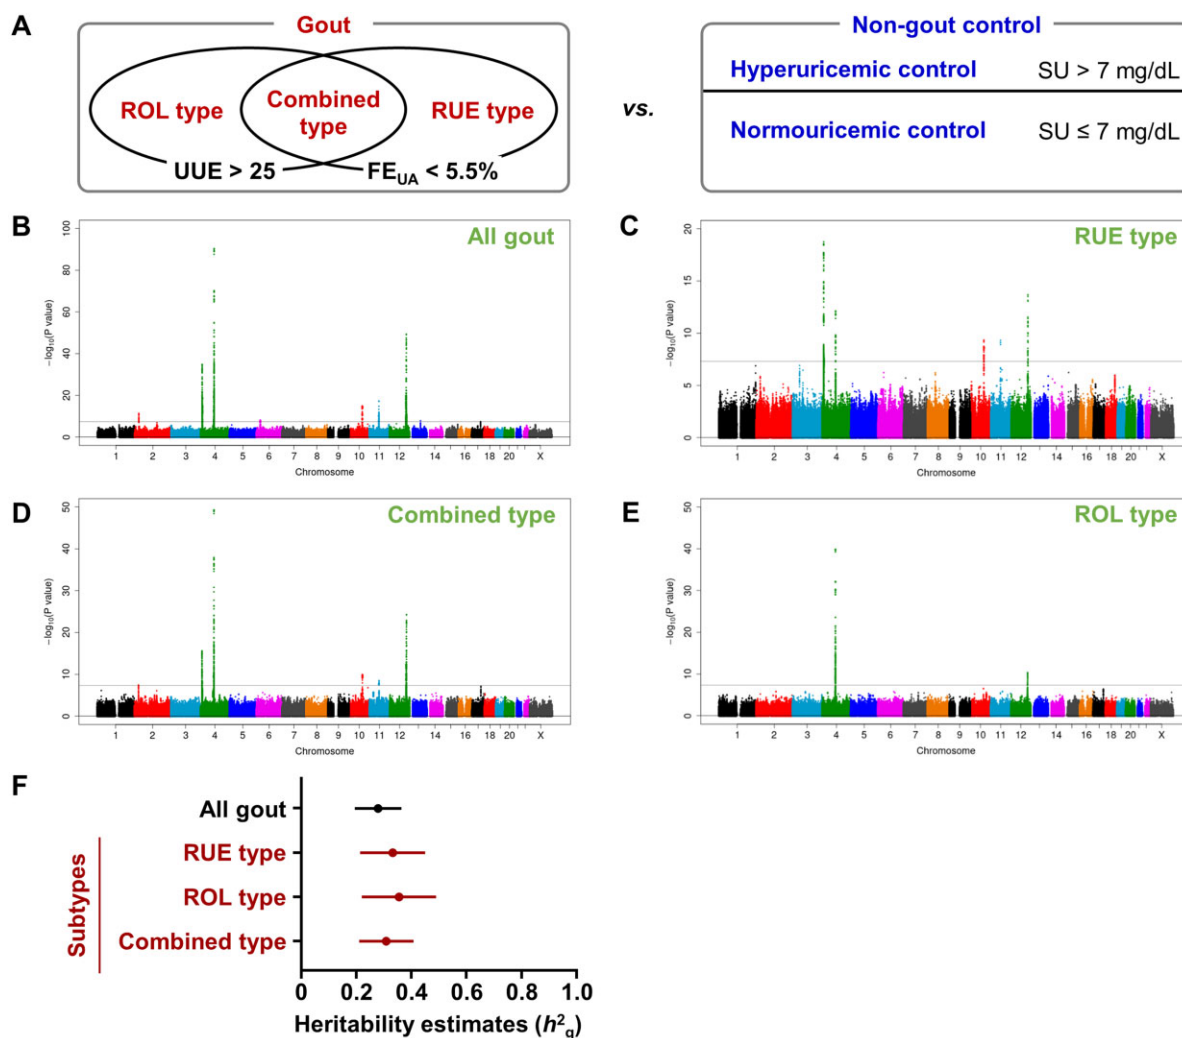 A
Gout
ROL type
Combined
type
RUE type
UUE > 25
FEUA < 5.5%
vs.
Non-gout control
Hyperuricemic control
SU > 7 mg/dL
Normouricemic control
SU ≤ 7 mg/dL
B
All gout
100
80
60
40
20
0
−log10(P value)
1 2 3 4 5 6 7 8 9 10 11 12 14 16 18 20 X
Chromosome
C
RUE type
20
15
10
5
0
−log10(P value)
1 2 3 4 5 6 7 8 9 10 11 12 14 16 18 20 X
Chromosome
D
Combined type
50
40
30
20
10
0
−log10(P value)
1 2 3 4 5 6 7 8 9 10 11 12 14 16 18 20 X
Chromosome
E
ROL type
50
40
30
20
10
0
−log10(P value)
1 2 3 4 5 6 7 8 9 10 11 12 14 16 18 20 X
Chromosome
F
Subtypes
All gout
RUE type
ROL type
Combined type
0 0.2 0.4 0.6 0.8 1.0
Heritability estimates (h²g)